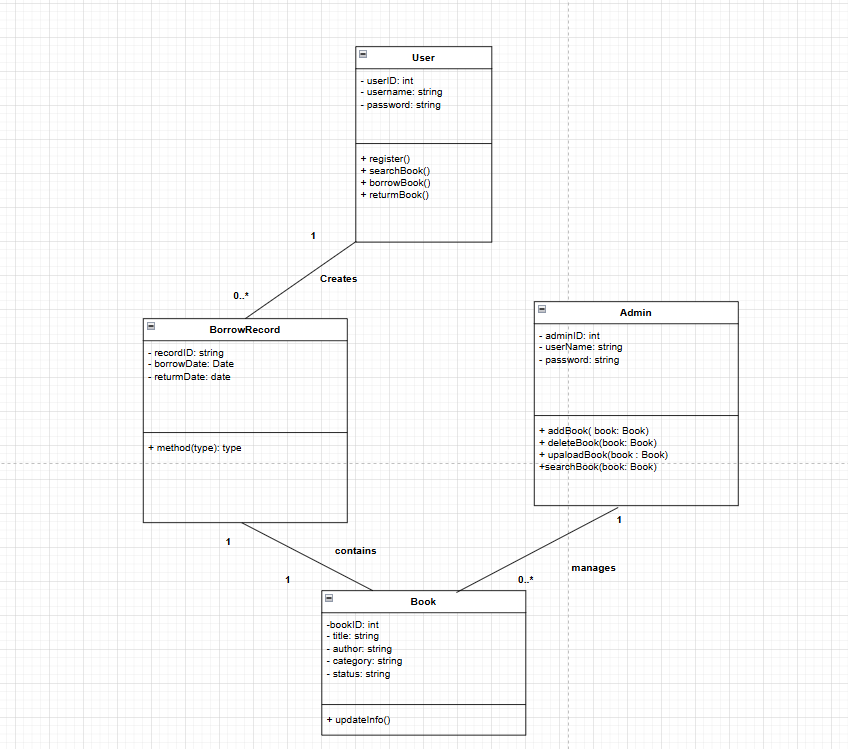 User
- userID: int
- username: string
- password: string
+ register()
+ searchBook()
+ borrowBook()
+ returmBook()
1
Creates
0..*
BorrowRecord
- recordID: string
- borrowDate: Date
- returmDate: date
+ method(type): type
Admin
- adminID: int
- userName: string
- password: string
+ addBook( book: Book)
+ deleteBook(book: Book)
+ upaloadBook(book : Book)
+searchBook(book: Book)
1
contains
1
1
manages
0..*
Book
-bookID: int
- title: string
- author: string
- category: string
- status: string
+ updateInfo()